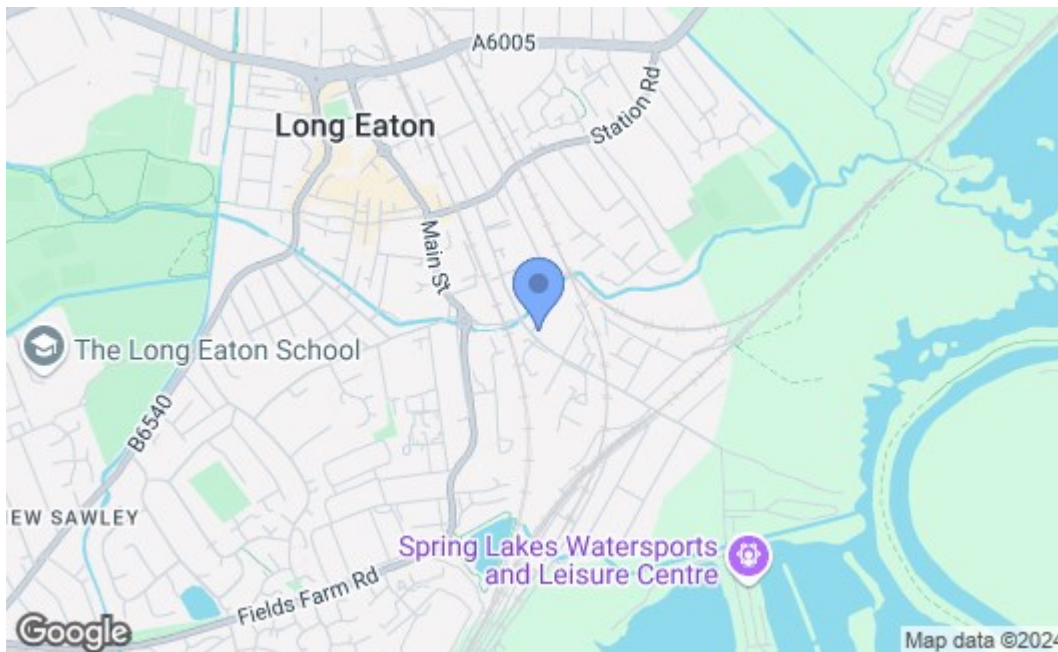 A6005
Station Rd
Long Eaton
Main St
The Long Eaton School
B6540
EW SAWLEY
Spring Lakes Watersports
and Leisure Centre
Fields Farm Rd
Google
Map data ©2024